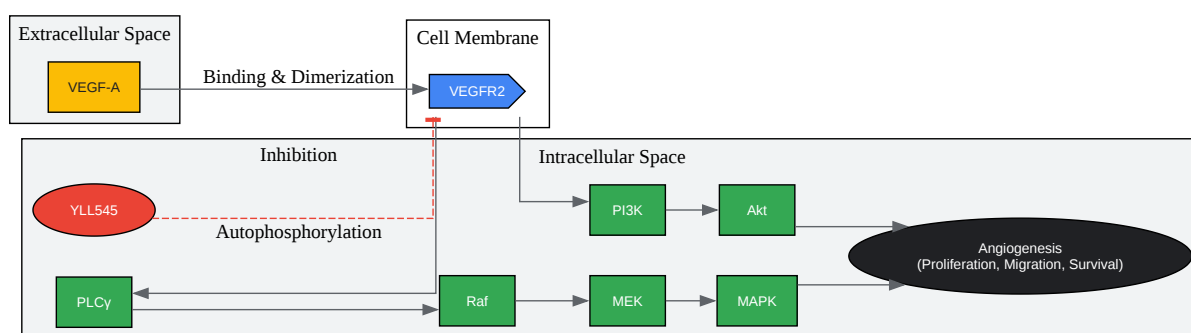 Extracellular Space
Cell Membrane
VEGF-A
Binding & Dimerization
VEGFR2
Inhibition
Intracellular Space
YLL545
Autophosphorylation
PI3K
Akt
Angiogenesis
(Proliferation, Migration, Survival)
PLCγ
Raf
MEK
MAPK